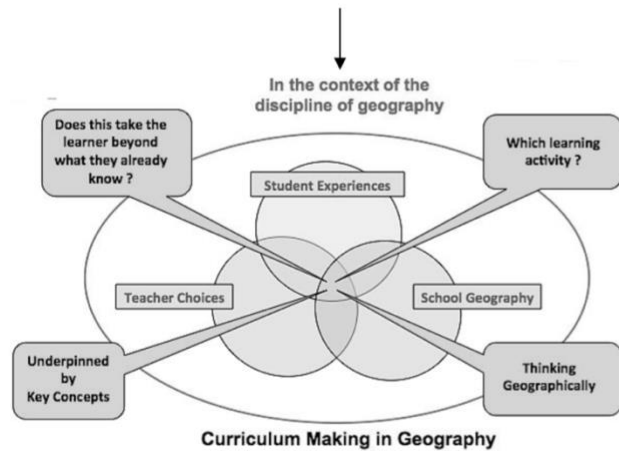 In the context of the
discipline of geography
Does this take the
learner beyond
what they already
know ?
Which learning
activity ?
Student Experiences
Teacher Choices
School Geography
Underpinned
by
Key Concepts
Thinking
Geographically
Curriculum Making in Geography